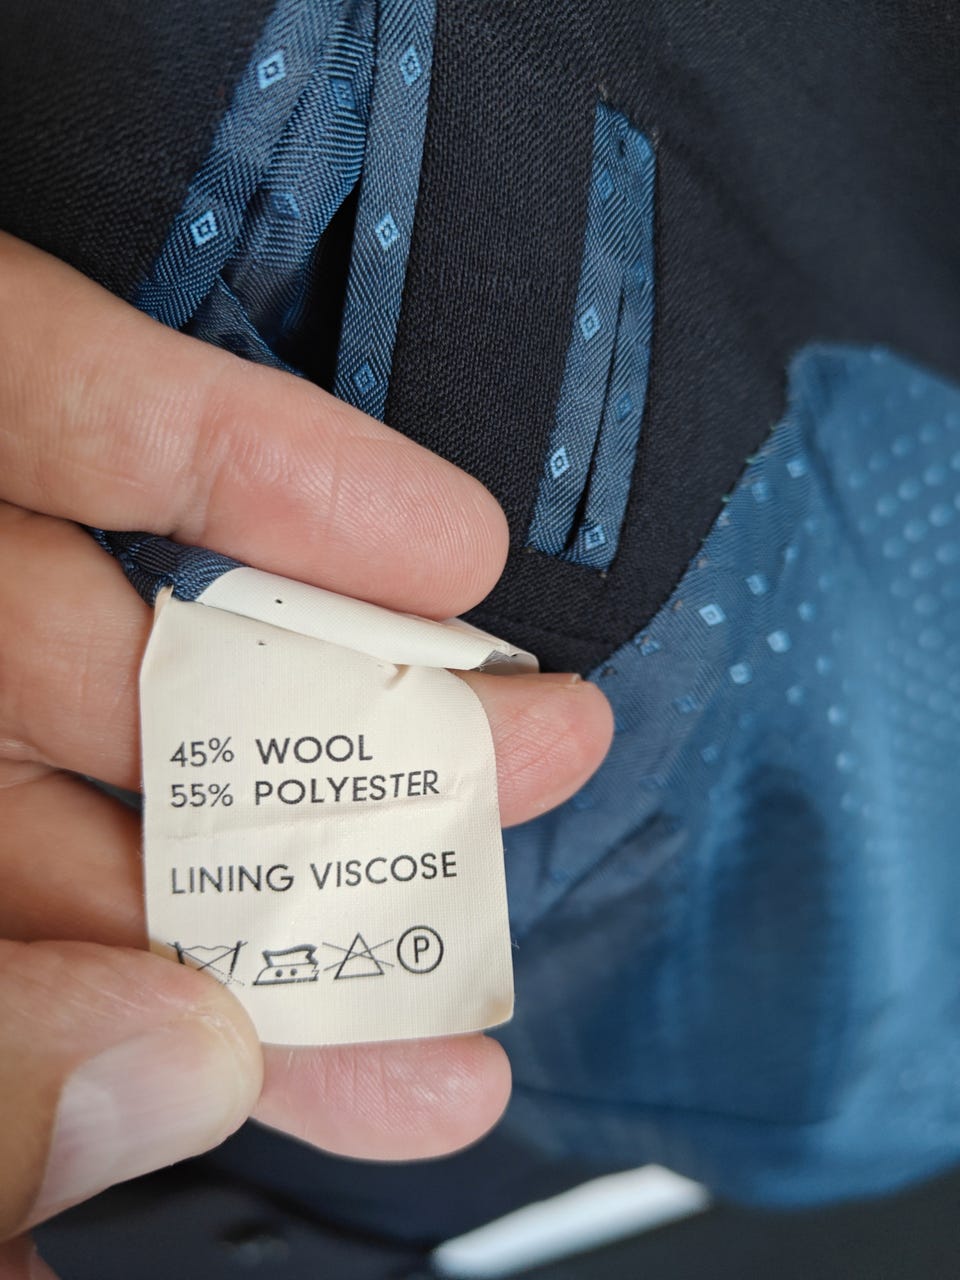 45% WOOL
55% POLYESTER
LINING VISCOSE
P